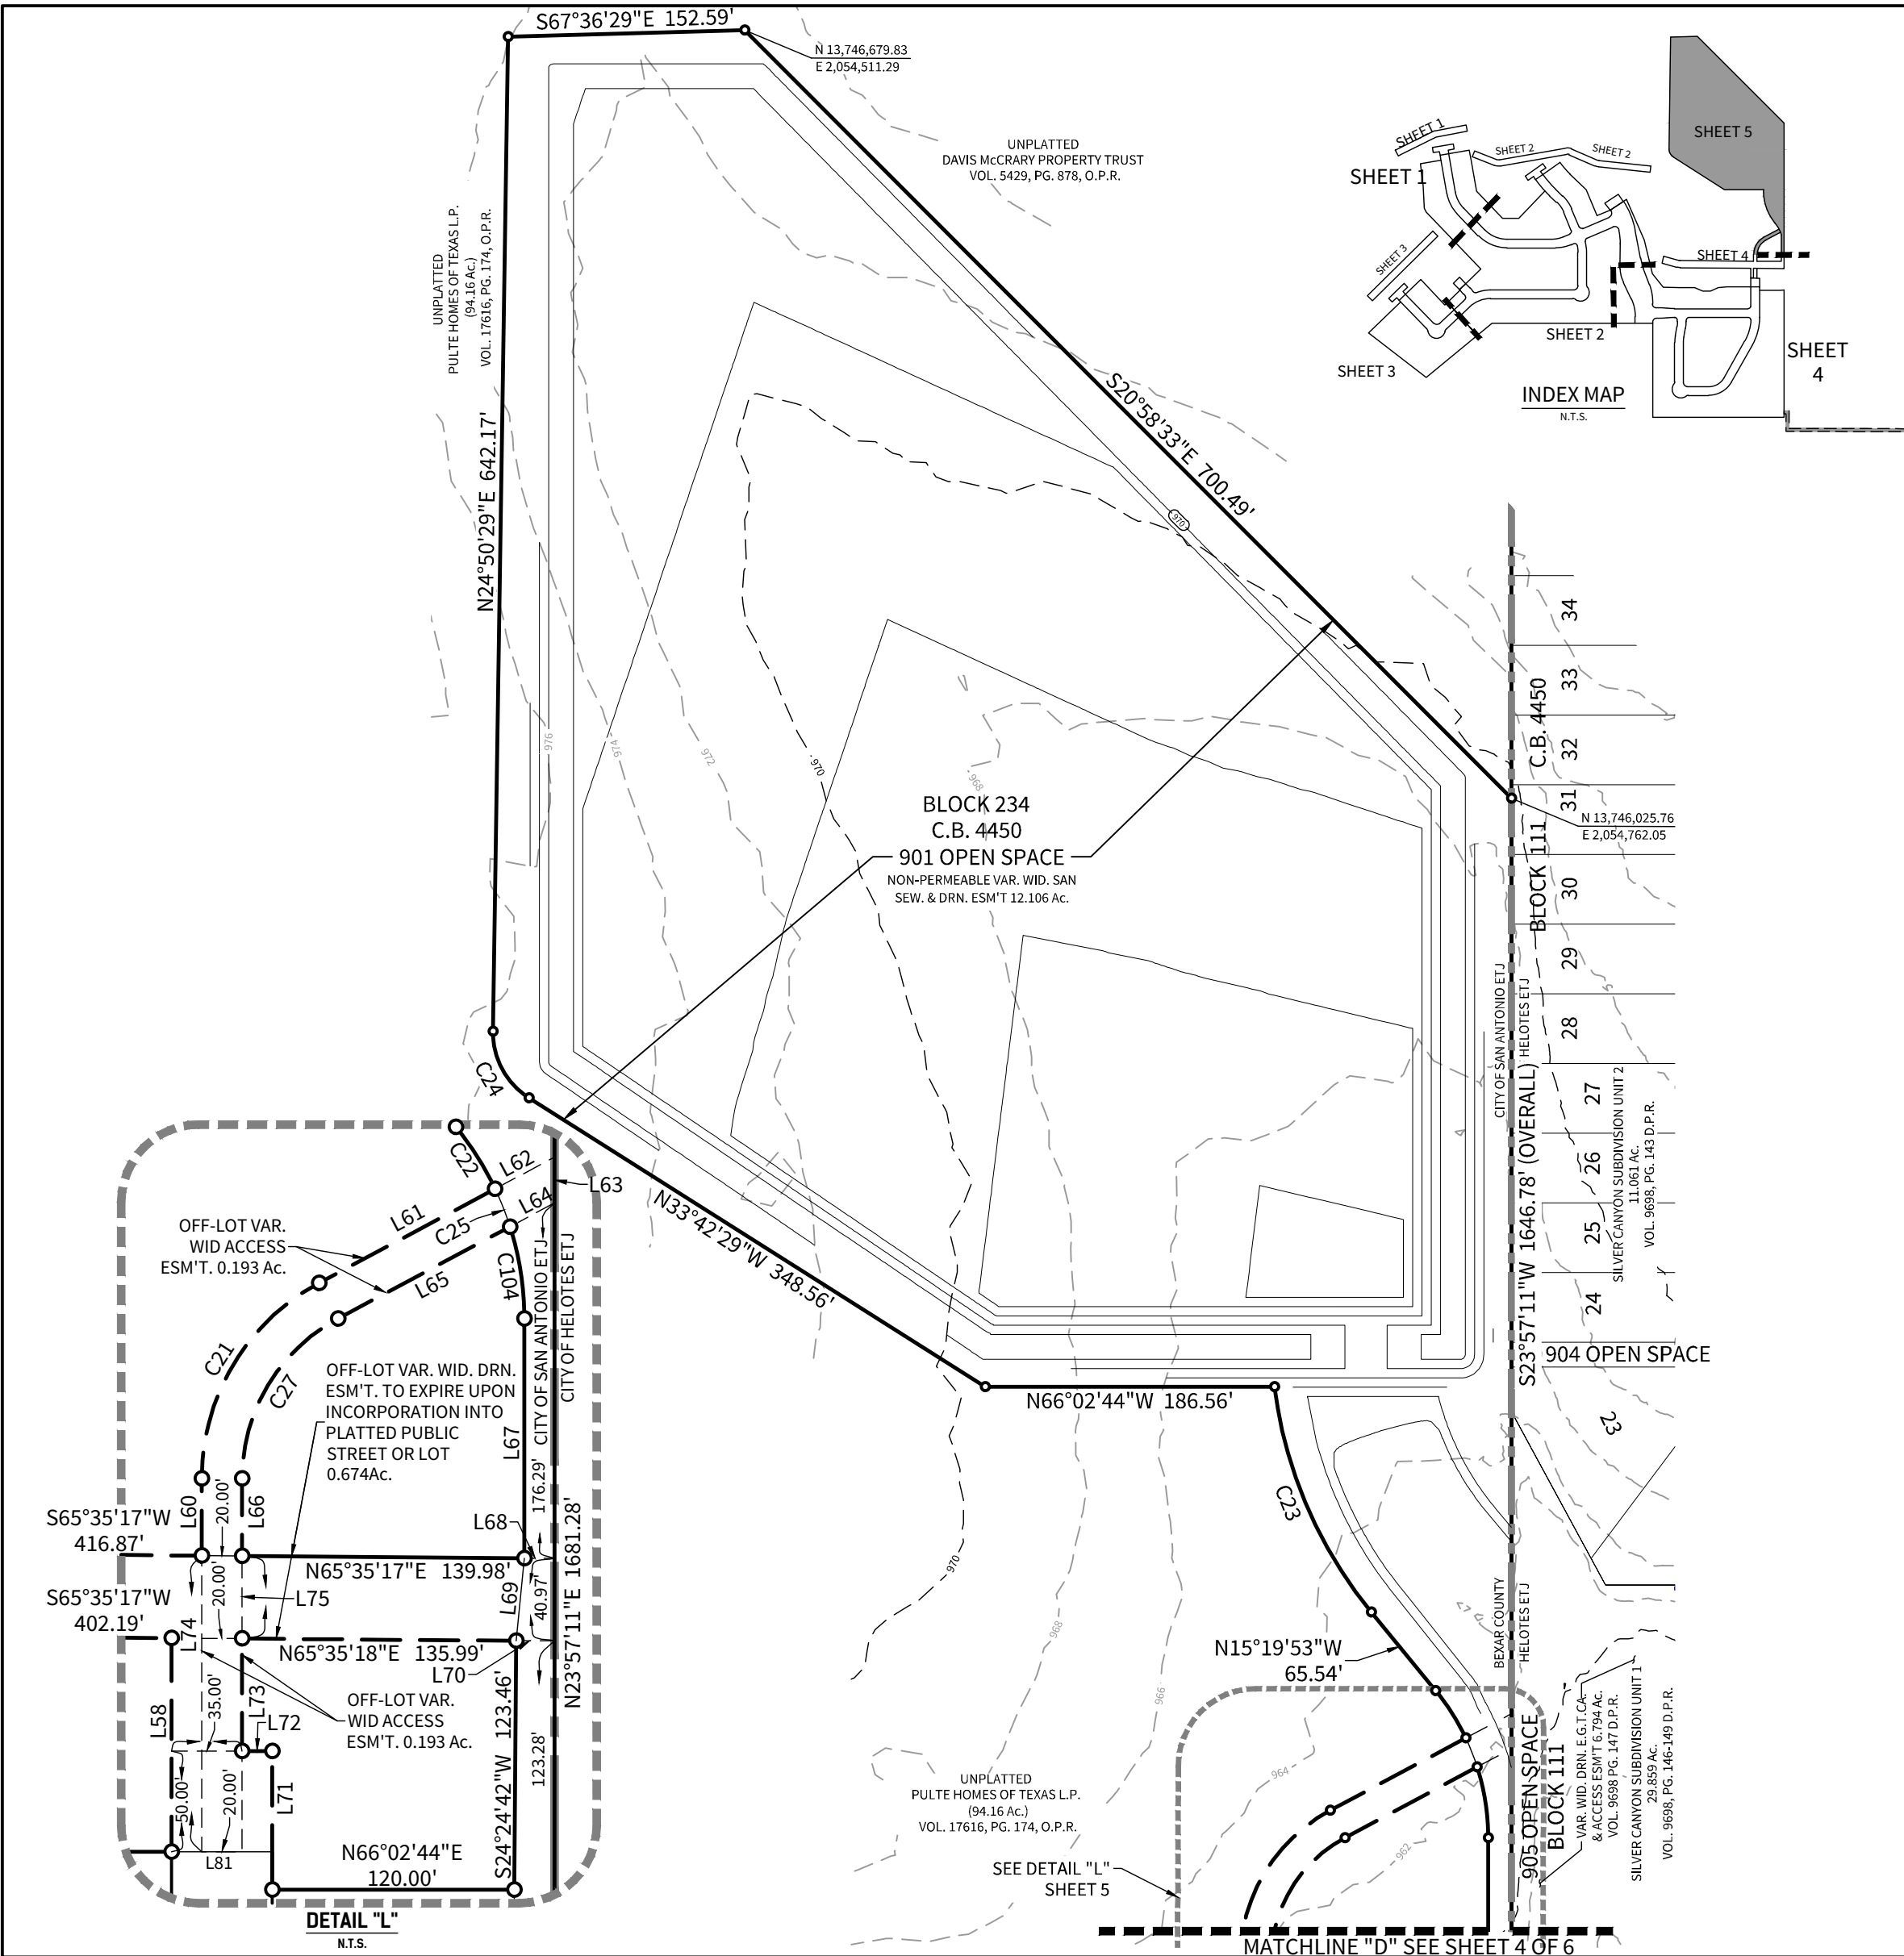 S67°36'29"E 152.59'
N 13,746,679.83
E 2,054,511.29
UNPLATTED
DAVIS McCRARY PROPERTY TRUST
VOL. 5429, PG. 878, O.P.R.
UNPLATTED
PULTE HOMES OF TEXAS L.P.
(94.16 Ac.)
VOL. 17616, PG. 174, O.P.R.
N24°50'29"E 642.17'
S20°58'33"E 700.49'
970
SHEET 1
SHEET 1
SHEET 2
SHEET 2
SHEET 5
SHEET 3
SHEET 4
SHEET 2
SHEET 3
SHEET
4
INDEX MAP
N.T.S.
976
974
972
970
968
BLOCK 234
C.B. 4450
901 OPEN SPACE
NON-PERMEABLE VAR. WID. SAN
SEW. & DRN. ESM'T 12.106 Ac.
34
33
32
31
30
29
28
27
26
25
24
23
BLOCK 111 C.B. 4450
N 13,746,025.76
E 2,054,762.05
CITY OF SAN ANTONIO ETJ
HELOTES ETJ
S23°57'11"W 1646.78' (OVERALL)
SILVER CANYON SUBDIVISION UNIT 2
11.061 Ac.
VOL. 9698, PG. 143 D.P.R.
904 OPEN SPACE
C24
N33°42'29"W 348.56'
N66°02'44"W 186.56'
C23
N15°19'53"W
65.54'
BEXAR COUNTY
HELOTES ETJ
905 OPEN SPACE
BLOCK 111
VAR. WID. DRN. E.G.T.CA.
& ACCESS ESM'T 6.794 Ac.
VOL. 9698 PG. 147 D.P.R.
SILVER CANYON SUBDIVISION UNIT 1
29.859 Ac.
VOL. 9698, PG. 146-149 D.P.R.
970
968
966
964
962
UNPLATTED
PULTE HOMES OF TEXAS L.P.
(94.16 Ac.)
VOL. 17616, PG. 174, O.P.R.
SEE DETAIL "L"
SHEET 5
MATCHLINE "D" SEE SHEET 4 OF 6
C22
L62
L63
L64
L61
C25
OFF-LOT VAR.
WID ACCESS
ESM'T. 0.193 Ac.
L65
C104
CITY OF SAN ANTONIO ETJ
CITY OF HELOTES ETJ
C21
C27
OFF-LOT VAR. WID. DRN.
ESM'T. TO EXPIRE UPON
INCORPORATION INTO
PLATTED PUBLIC
STREET OR LOT
0.674Ac.
L67
176.29'
L60
20.00'
L66
L68
S65°35'17"W
416.87'
N65°35'17"E 139.98'
S65°35'17"W
402.19'
20.00'
L75
L74
L69
40.97'
N65°35'18"E 135.99'
L70
N23°57'11"E 1681.28'
OFF-LOT VAR.
WID ACCESS
ESM'T. 0.193 Ac.
L58
35.00'
L73
L72
S24°24'42"W 123.46'
123.28'
50.00'
20.00'
L71
L81
N66°02'44"E
120.00'
DETAIL "L"
N.T.S.